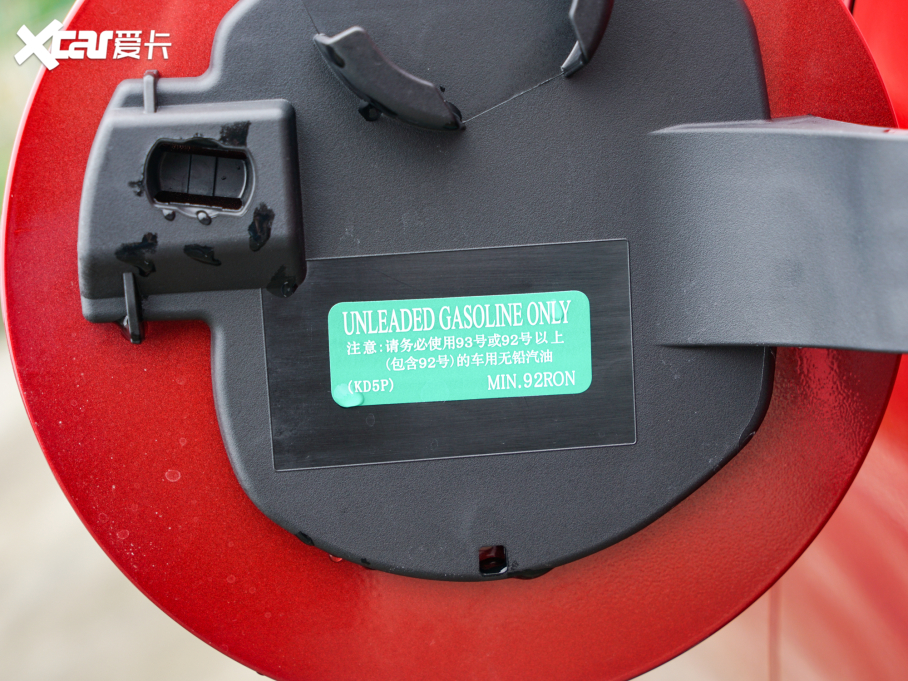 xcar爱卡
UNLEADED GASOLINE ONLY
注意:请务必使用93号或92号以上
(包含92号)的车用无铅汽油
(KD5P) MIN.92RON